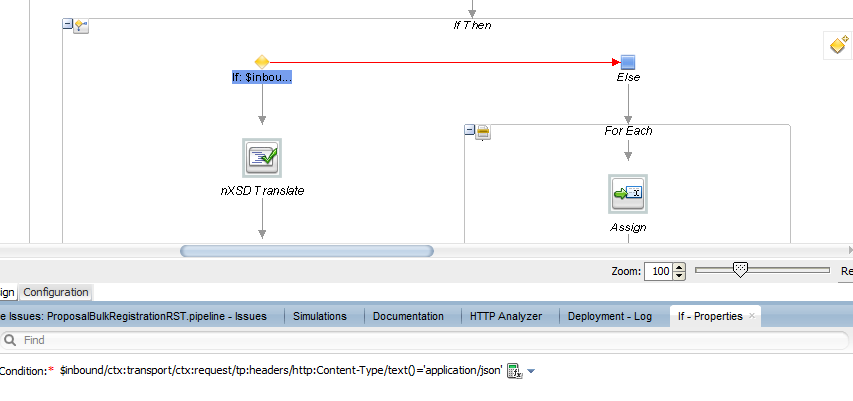 If Then
If: $inbou...
Else
For Each
nXSD Translate
Assign
Zoom: 100
Re
ign Configuration
e Issues: ProposalBulkRegistrationRST.pipeline - Issues Simulations Documentation HTTP Analyzer Deployment - Log If - Properties
Find
Condition:* $inbound/ctx:transport/ctx:request/tp:headers/http:Content-Type/text()='application/json'